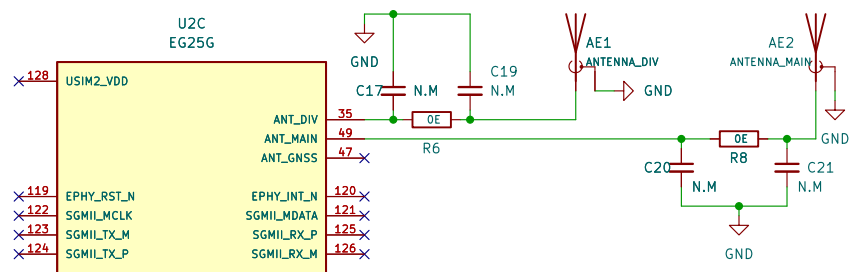 U2C
EG25G
AE1
AE2
ANTENNA_DIV
ANTENNA_MAIN
GND
C19
128
USIM2_VDD
C17
N.M
N.M
GND
ANT_DIV
35
0E
GND
ANT_MAIN
49
0E
R6
ANT_GNSS
47
R8
C20
C21
N.M
N.M
119
EPHY_RST_N
EPHY_INT_N
120
122
SGMII_MCLK
SGMII_MDATA
121
123
SGMII_TX_M
SGMII_RX_P
125
124
SGMII_TX_P
SGMII_RX_M
126
GND